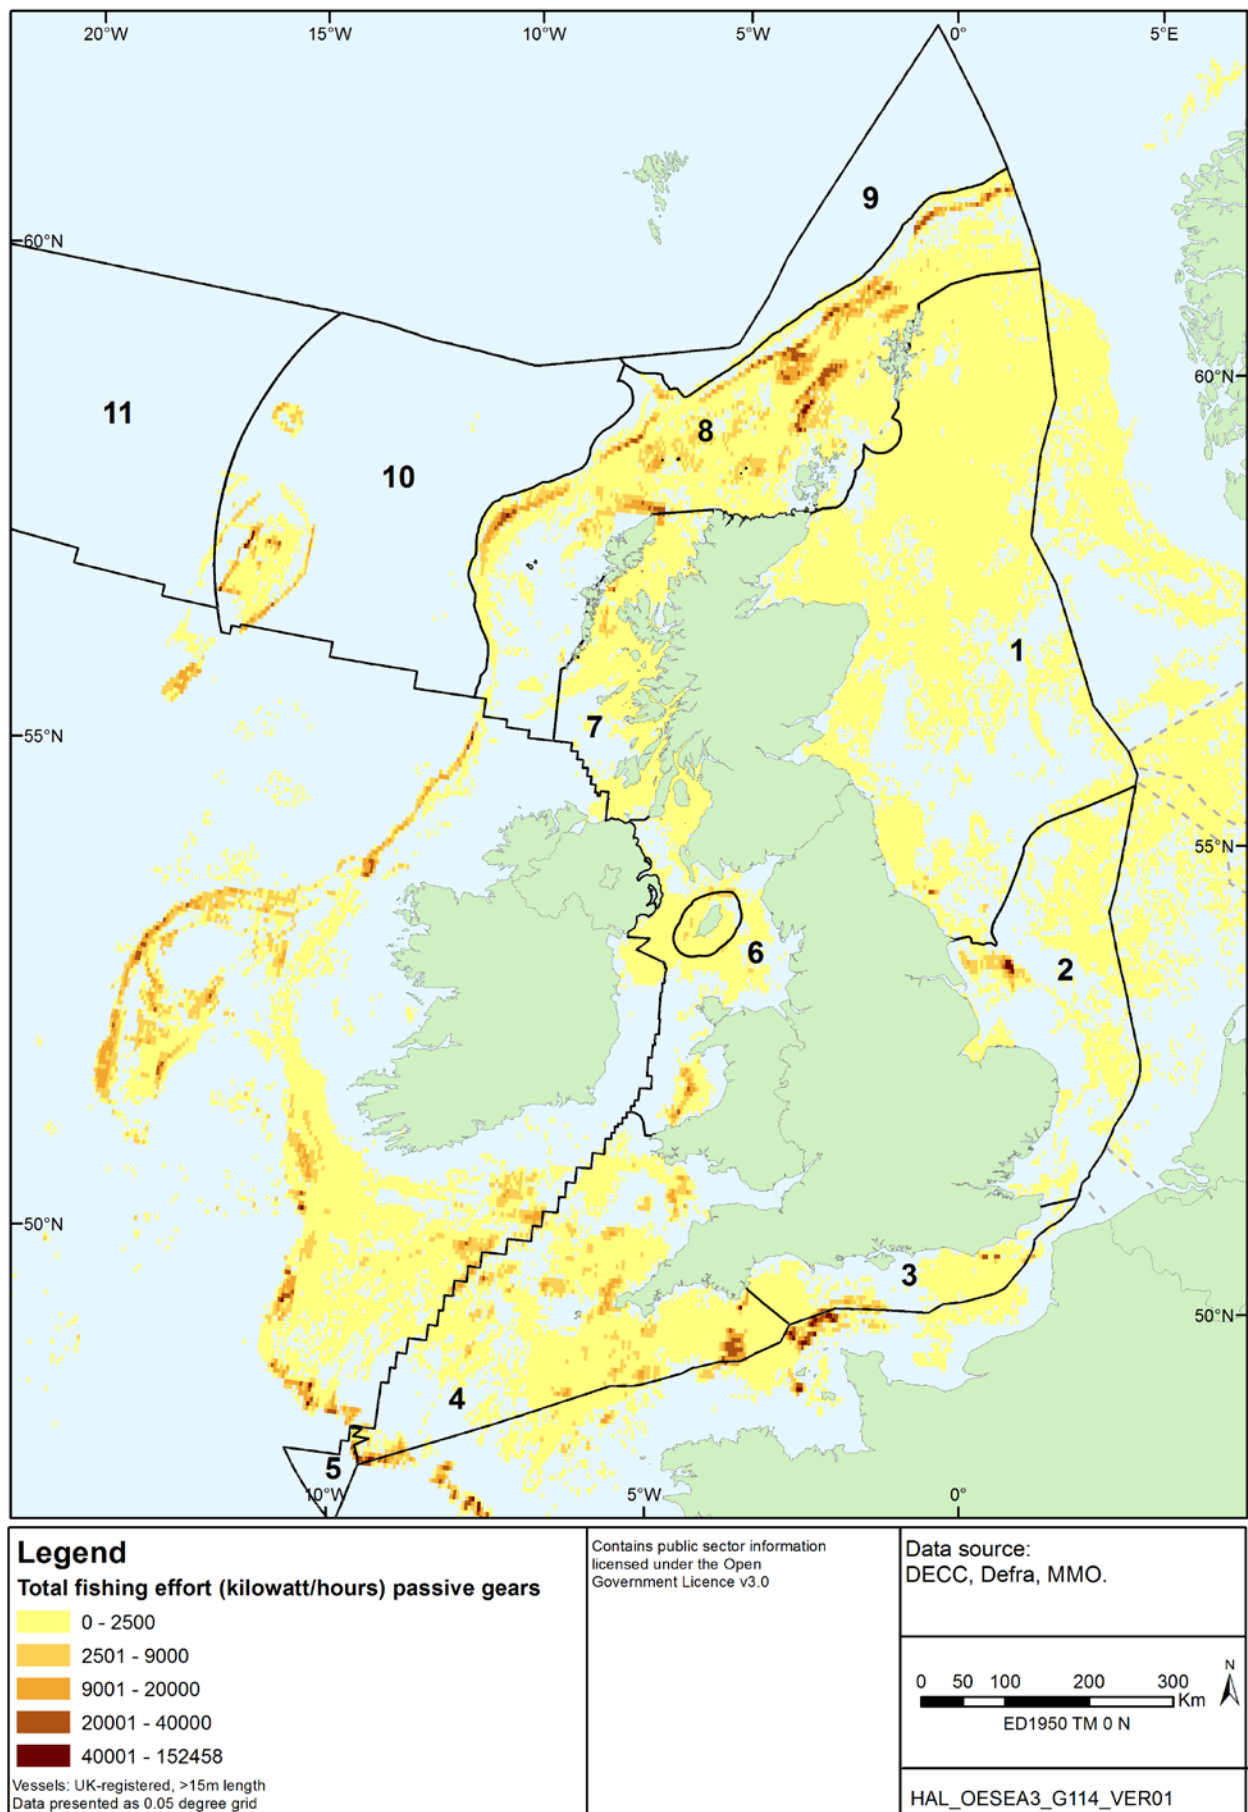 20°W 15°W 10°W 5°W 0° 5°E
9
60°N
60°N
11
10
8
1
7
55°N
55°N
6
2
50°N
3
50°N
4
5
10°W 5°W 0°
Legend
Total fishing effort (kilowatt/hours) passive gears
0 - 2500
2501 - 9000
9001 - 20000
20001 - 40000
40001 - 152458
Vessels: UK-registered, >15m length
Data presented as 0.05 degree grid
Contains public sector information
licensed under the Open
Government Licence v3.0
Data source:
DECC, Defra, MMO.
N
0 50 100 200 300
Km
ED1950 TM 0 N
HAL_OESEA3_G114_VER01